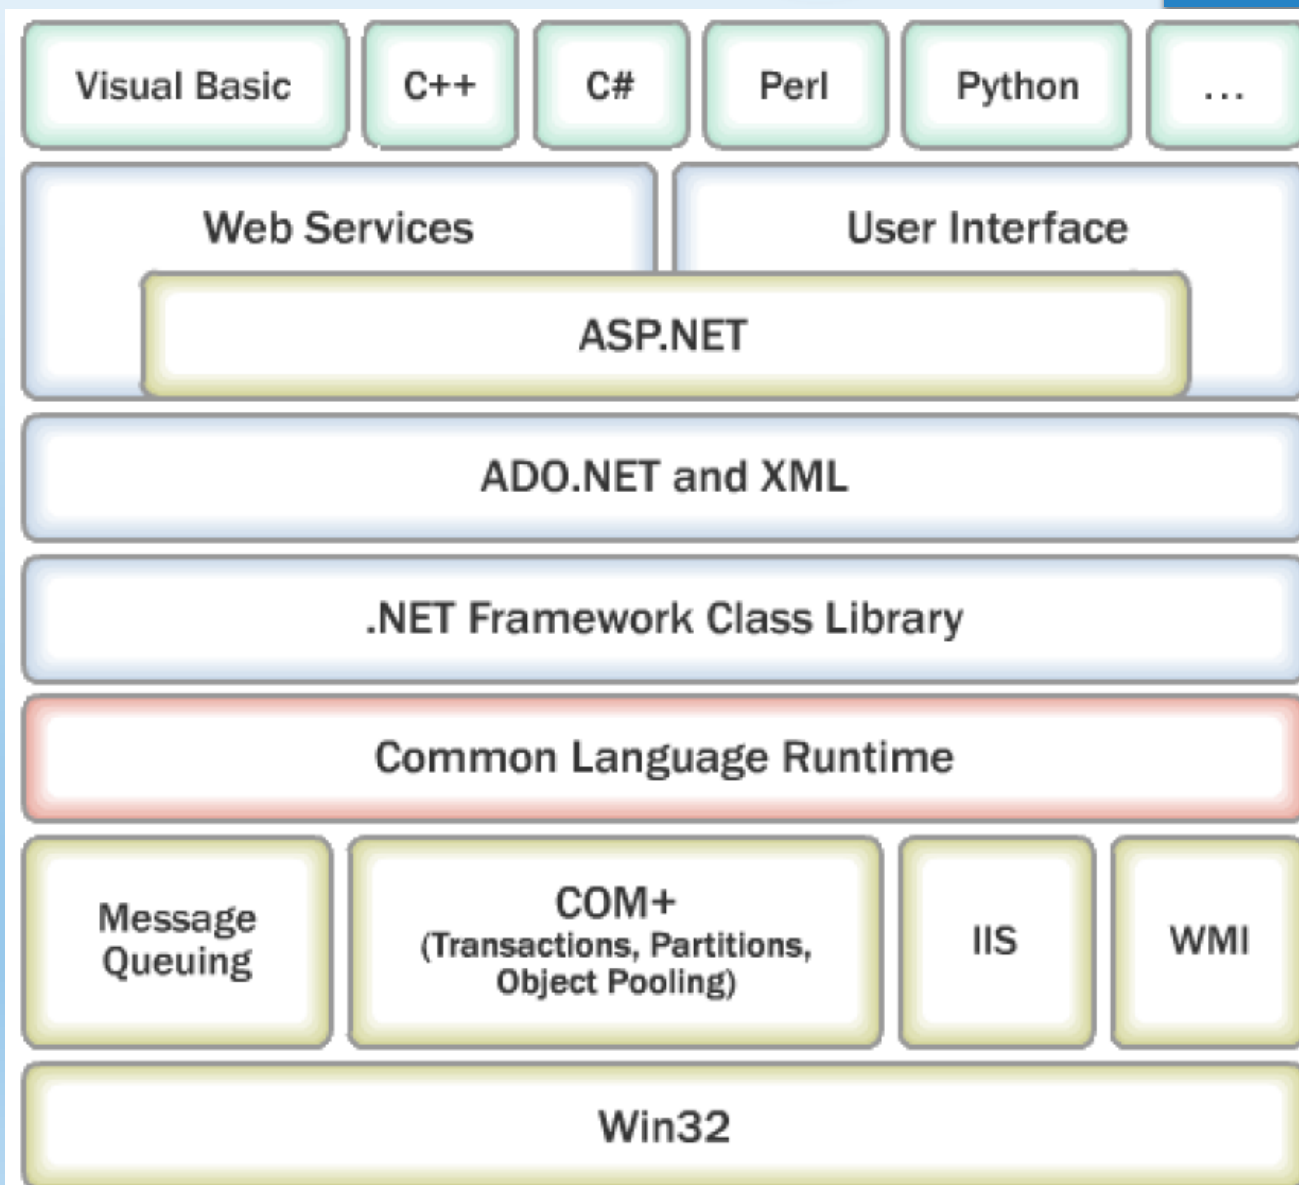 Visual Basic
C++
C#
Perl
Python
...
Web Services
User Interface
ASP.NET
ADO.NET and XML
.NET Framework Class Library
Common Language Runtime
Message
Queuing
COM+
(Transactions, Partitions,
Object Pooling)
IIS
WMI
Win32